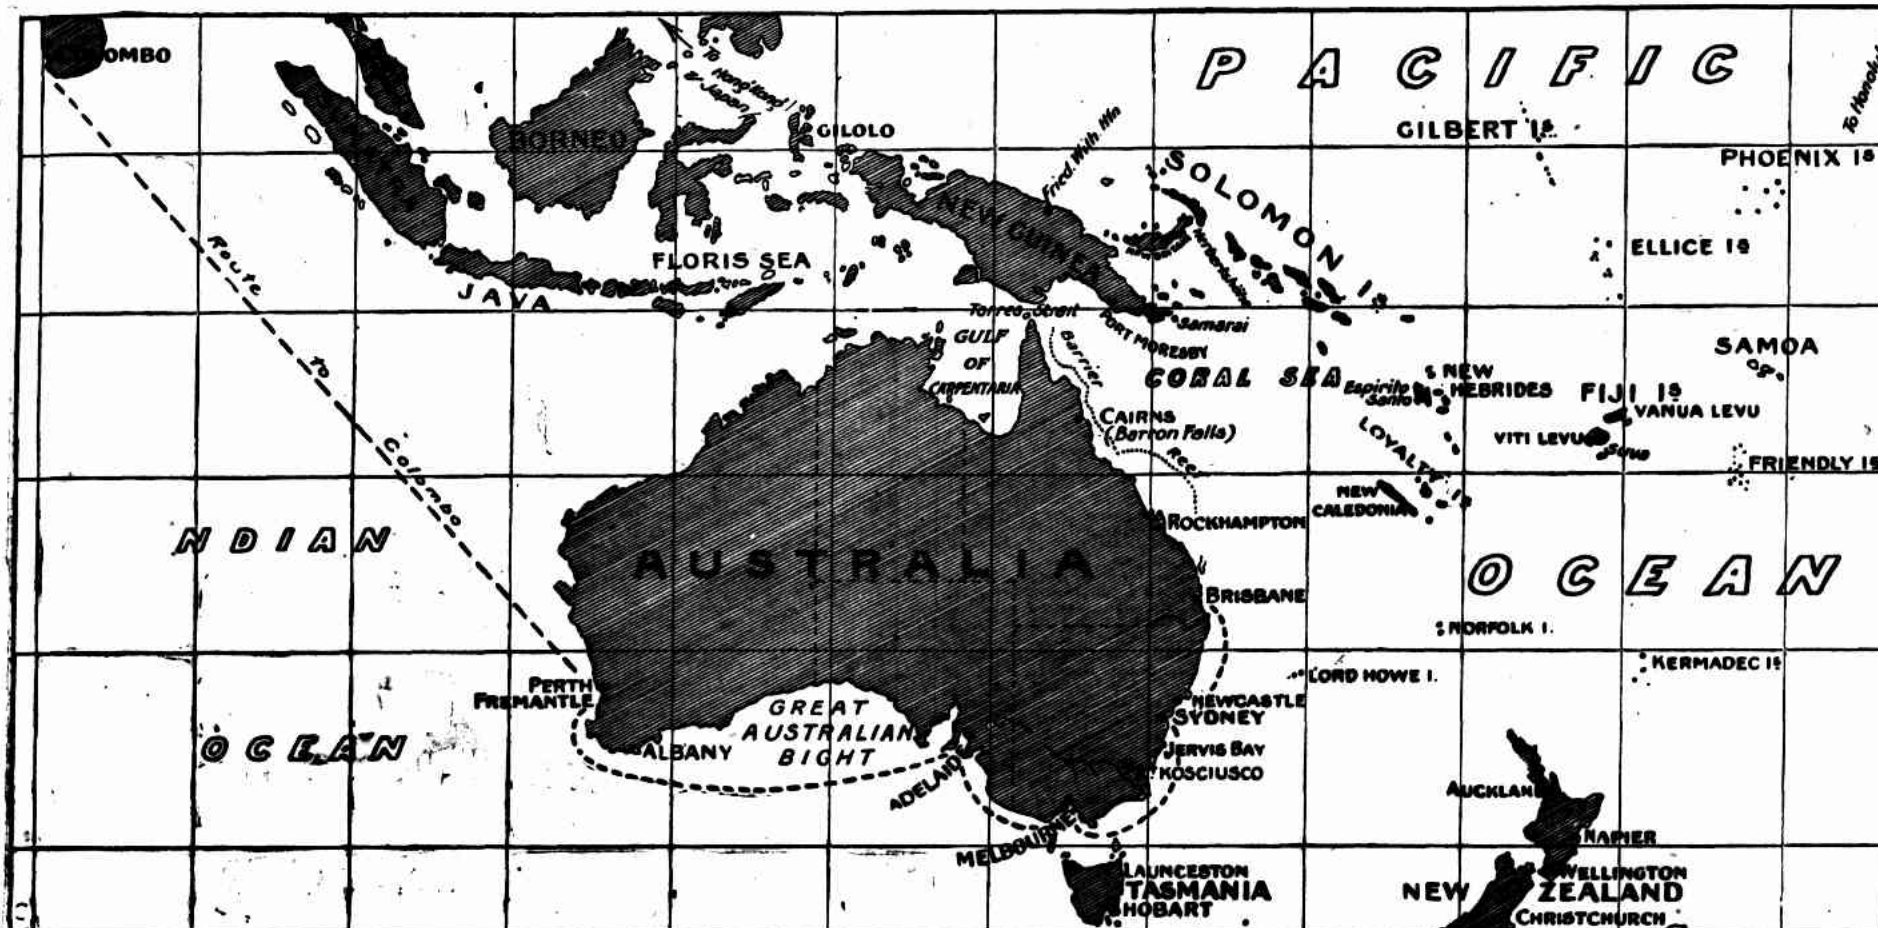 OMBO
To Hong Kong
& Japan
PACIFIC
To Honolul
BORNEO
GILOLO
Fried. Wilh. Hfn
GILBERT Is
PHOENIX Is
SOLOMON Is
NEW GUINEA
Herbertshöhe
ELLICE Is
FLORIS SEA
JAVA
Route to Colombo
Torres Strait
PORT MORESBY
Samarai
GULF
OF
CARPENTARIA
Barrier
Reef
CORAL SEA
SAMOA
Espirito
Santo
NEW
HEBRIDES
FIJI Is
VANUA LEVU
CAIRNS
(Barron Falls)
LOYALTY Is
VITI LEVU
Suva
FRIENDLY Is
NEW
CALEDONIA
ROCKHAMPTON
NDIAN
OCEAN
AUSTRALIA
OCEAN
BRISBANE
NORFOLK I.
KERMADEC Is
LORD HOWE I.
PERTH
FREMANTLE
GREAT
AUSTRALIAN
BIGHT
NEWCASTLE
SYDNEY
ALBANY
JERVIS BAY
KOSCIUSCO
ADELAIDE
AUCKLAND
MELBOURNE
NAPIER
LAUNCESTON
TASMANIA
HOBART
WELLINGTON
NEW ZEALAND
CHRISTCHURCH